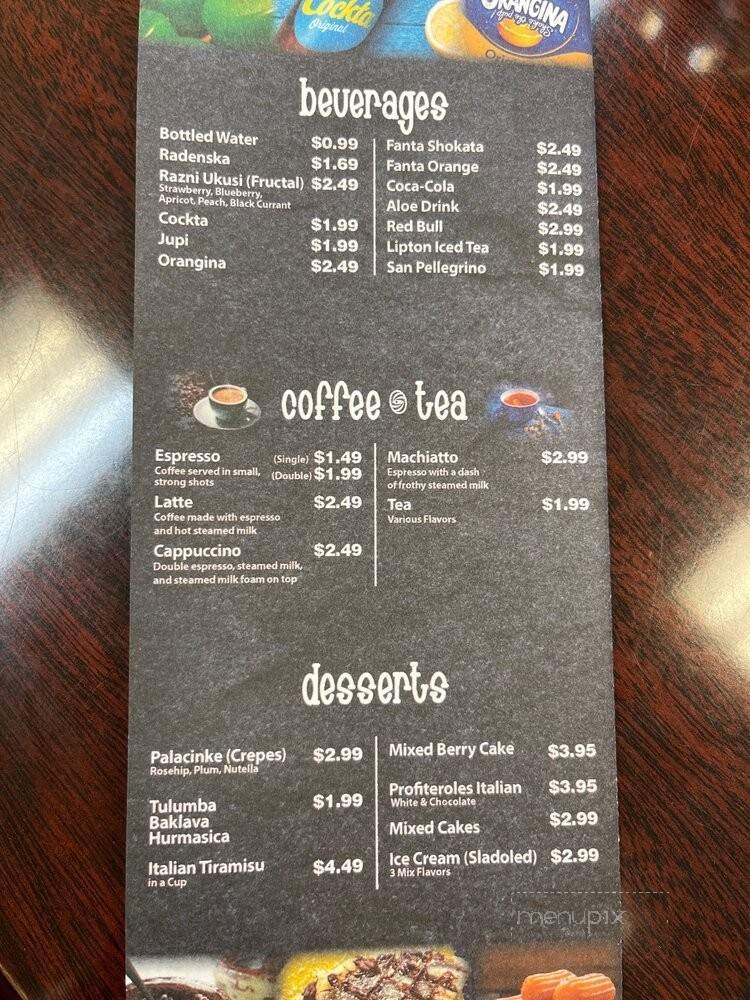 Cockta
Original
ORANGINA
beverages
Bottled Water $0.99
Radenska $1.69
Razni Ukusi (Fructal) $2.49
Strawberry, Blueberry,
Apricot, Peach, Black Currant
Cockta $1.99
Jupi $1.99
Orangina $2.49
Fanta Shokata $2.49
Fanta Orange $2.49
Coca-Cola $1.99
Aloe Drink $2.49
Red Bull $2.99
Lipton Iced Tea $1.99
San Pellegrino $1.99
coffee tea
Espresso (Single) $1.49
Coffee served in small, (Double) $1.99
strong shots
Latte $2.49
Coffee made with espresso
and hot steamed milk
Cappuccino $2.49
Double espresso, steamed milk,
and steamed milk foam on top
Machiatto $2.99
Espresso with a dash
of frothy steamed milk
Tea $1.99
Various Flavors
desserts
Palacinke (Crepes) $2.99
Rosehip, Plum, Nutella
Tulumba $1.99
Baklava
Hurmasica
Italian Tiramisu $4.49
in a Cup
Mixed Berry Cake $3.95
Profiteroles Italian $3.95
White & Chocolate
Mixed Cakes $2.99
Ice Cream (Sladoled) $2.99
3 Mix Flavors
menupix